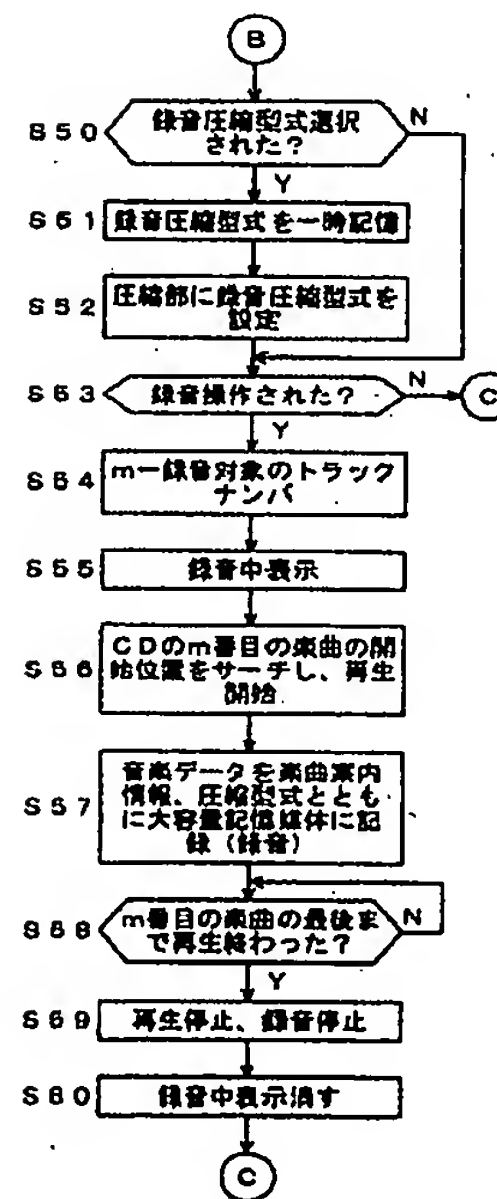 B
S50
録音圧縮型式選択
された？
N
Y
S51
録音圧縮型式を一時記憶
S52
圧縮部に録音圧縮型式を
設定
S53
録音操作された？
N
C
Y
S54
m←録音対象のトラック
ナンバ
S55
録音中表示
S56
CDのm番目の楽曲の開
始位置をサーチし、再生
開始
S57
音楽データを楽曲案内
情報、圧縮型式ととも
に大容量記憶媒体に記
録（録音）
S58
m番目の楽曲の最後ま
で再生終わった？
N
Y
S59
再生停止、録音停止
S60
録音中表示消す
C